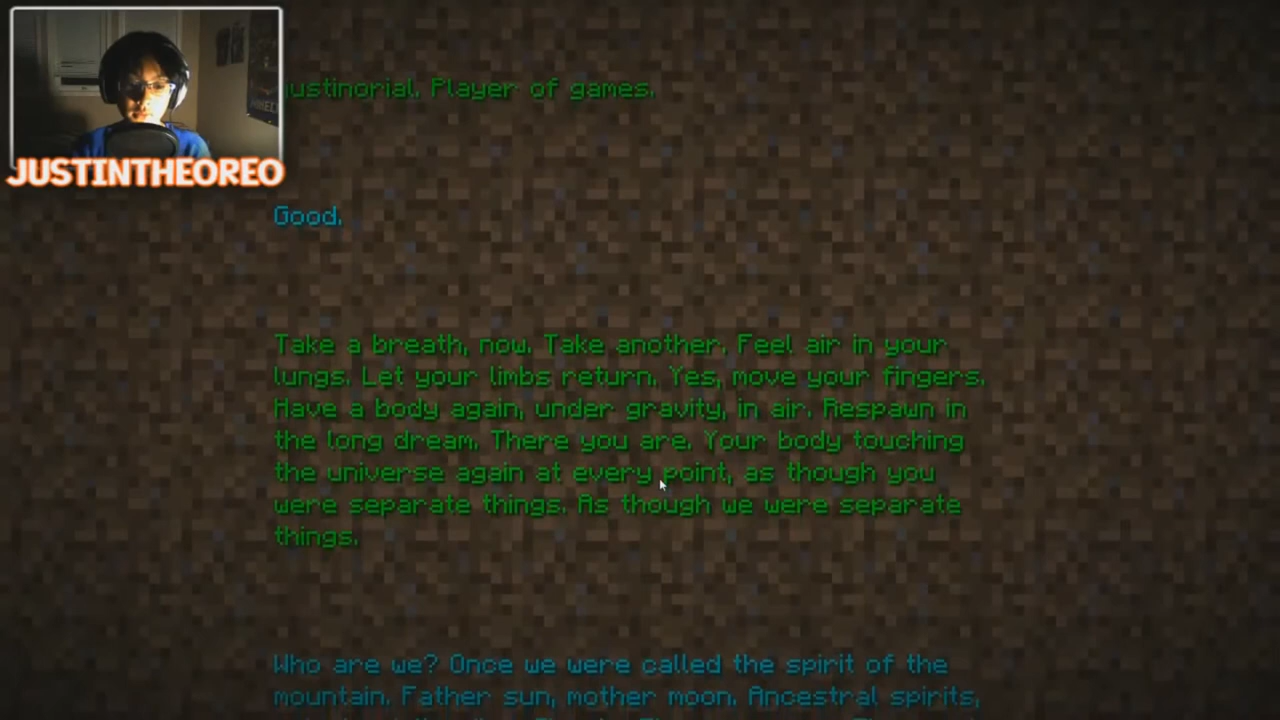 JUSTINTHEOREO
justinorial. Player of games.
Good.
Take a breath, now. Take another. Feel air in your
lungs. Let your limbs return. Yes, move your fingers.
Have a body again, under gravity, in air. Respawn in
the long dream. There you are. Your body touching
the universe again at every point, as though you
were separate things. As though we were separate
things.
Who are we? Once we were called the spirit of the
mountain. Father sun, mother moon. Ancestral spirits,